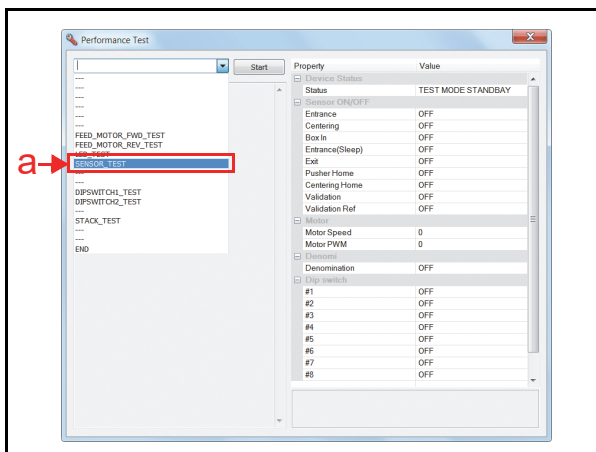 Performance Test
Start
---
---
---
---
---
---
FEED_MOTOR_FWD_TEST
FEED_MOTOR_REV_TEST
LED_TEST
SENSOR_TEST
---
---
DIPSWITCH1_TEST
DIPSWITCH2_TEST
---
STACK_TEST
---
---
END
a
Property Value
Device Status
Status TEST MODE STANDBAY
Sensor ON/OFF
Entrance OFF
Centering OFF
Box In OFF
Entrance(Sleep) OFF
Exit OFF
Pusher Home OFF
Centering Home OFF
Validation OFF
Validation Ref OFF
Motor
Motor Speed 0
Motor PWM 0
Denomi
Denomination OFF
Dip switch
#1 OFF
#2 OFF
#3 OFF
#4 OFF
#5 OFF
#6 OFF
#7 OFF
#8 OFF